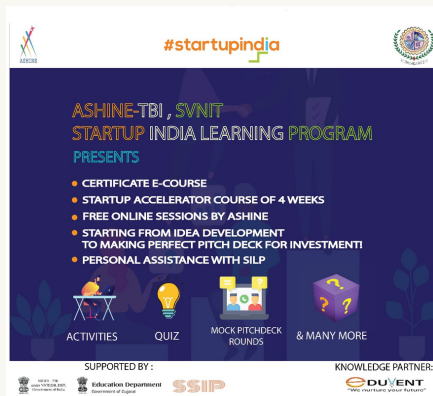 ASHINE
#startupindia
ASHINE-TBI , SVNIT
STARTUP INDIA LEARNING PROGRAM
PRESENTS
CERTIFICATE E-COURSE
STARTUP ACCELERATOR COURSE OF 4 WEEKS
FREE ONLINE SESSIONS BY ASHINE
STARTING FROM IDEA DEVELOPMENT
TO MAKING PERFECT PITCH DECK FOR INVESTMENT!
PERSONAL ASSISTANCE WITH SILP
ACTIVITIES
QUIZ
MOCK PITCHDECK
ROUNDS
& MANY MORE
SUPPORTED BY :
KNOWLEDGE PARTNER:
Government of India
Education Department
Government of Gujarat
SSIP
EDUVENT
"We nurture your future"